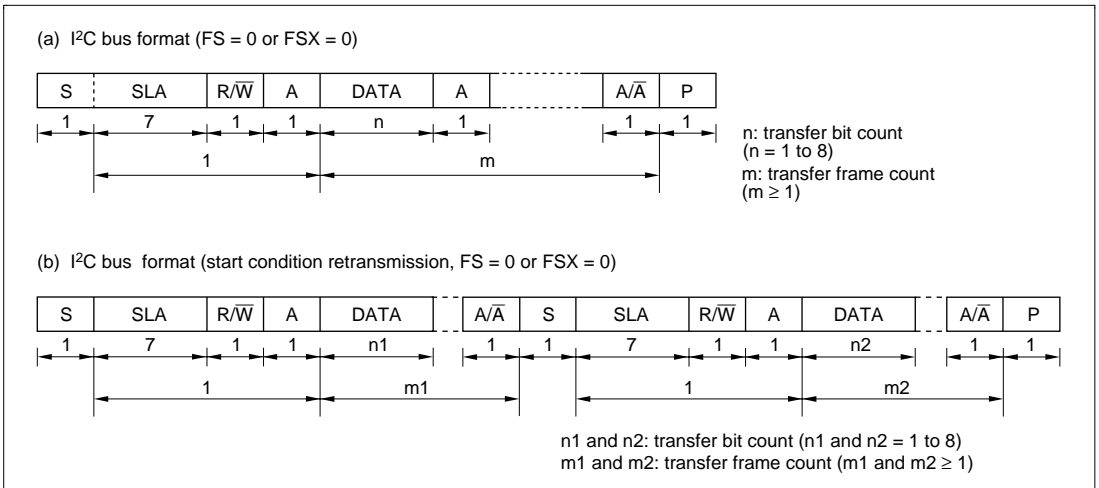 (a) I²C bus format (FS = 0 or FSX = 0)
S SLA R/W̅ A DATA A A/A̅ P
1 7 1 1 n 1 1 1
1 m
n: transfer bit count
(n = 1 to 8)
m: transfer frame count
(m ≥ 1)
(b) I²C bus format (start condition retransmission, FS = 0 or FSX = 0)
S SLA R/W̅ A DATA A/A̅ S SLA R/W̅ A DATA A/A̅ P
1 7 1 1 n1 1 1 7 1 1 n2 1 1
1 m1 1 m2
n1 and n2: transfer bit count (n1 and n2 = 1 to 8)
m1 and m2: transfer frame count (m1 and m2 ≥ 1)